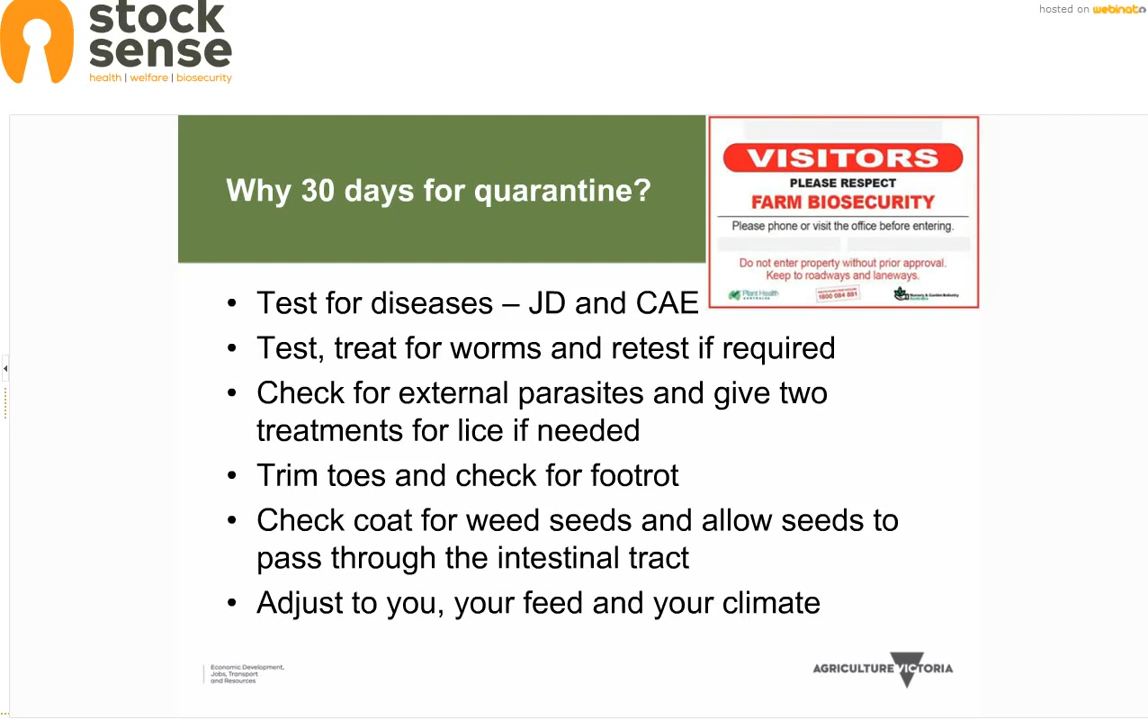 stock
sense
health | welfare | biosecurity
hosted on webinato
Why 30 days for quarantine?
VISITORS
PLEASE RESPECT
FARM BIOSECURITY
Please phone or visit the office before entering.
Do not enter property without prior approval.
Keep to roadways and laneways.
Plant Health
AUSTRALIA
1800 084 881
Nursery & Garden Industry
Australia
• Test for diseases – JD and CAE
• Test, treat for worms and retest if required
• Check for external parasites and give two
treatments for lice if needed
• Trim toes and check for footrot
• Check coat for weed seeds and allow seeds to
pass through the intestinal tract
• Adjust to you, your feed and your climate
Economic Development,
Jobs, Transport
and Resources
AGRICULTURE VICTORIA